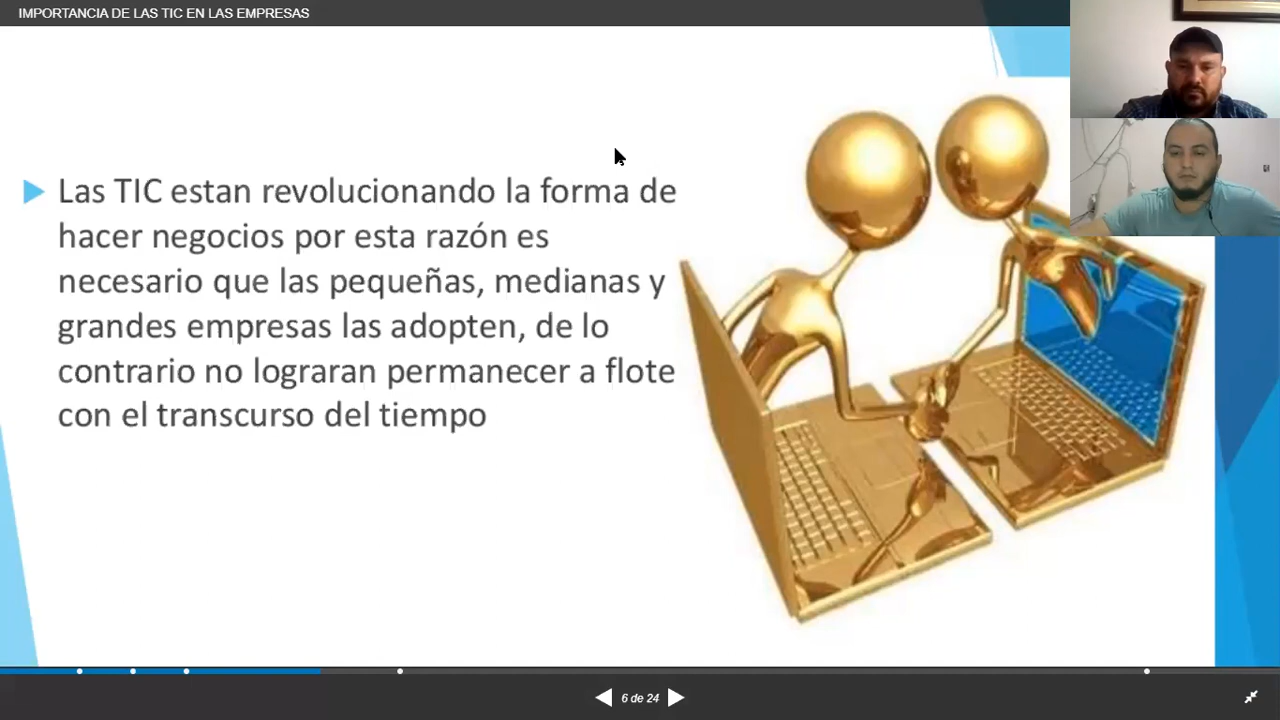 IMPORTANCIA DE LAS TIC EN LAS EMPRESAS
Las TIC estan revolucionando la forma de
hacer negocios por esta razón es
necesario que las pequeñas, medianas y
grandes empresas las adopten, de lo
contrario no lograran permanecer a flote
con el transcurso del tiempo
6 de 24